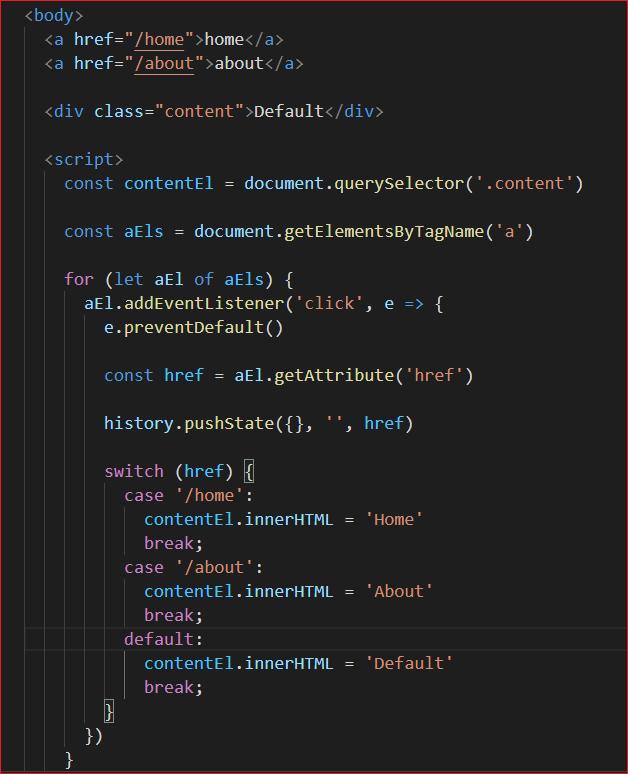 <body>
<a href="/home">home</a>
<a href="/about">about</a>
<div class="content">Default</div>
<script>
const contentEl = document.querySelector('.content')
const aEls = document.getElementsByTagName('a')
for (let aEl of aEls) {
aEl.addEventListener('click', e => {
e.preventDefault()
const href = aEl.getAttribute('href')
history.pushState({}, '', href)
switch (href) {
case '/home':
contentEl.innerHTML = 'Home'
break;
case '/about':
contentEl.innerHTML = 'About'
break;
default:
contentEl.innerHTML = 'Default'
break;
}
})
}